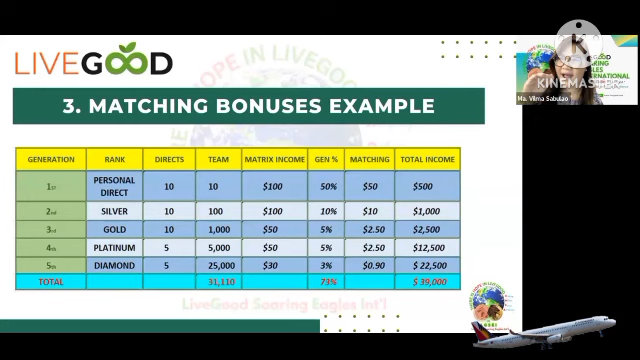 LIVEGOOD
3. MATCHING BONUSES EXAMPLE
GENERATION RANK DIRECTS TEAM MATRIX INCOME GEN % MATCHING TOTAL INCOME
1ST PERSONAL DIRECT 10 10 $100 50% $50 $500
2nd SILVER 10 100 $100 10% $10 $1,000
3rd GOLD 10 1,000 $50 5% $2.50 $2,500
4th PLATINUM 5 5,000 $50 5% $2.50 $12,500
5th DIAMOND 5 25,000 $30 3% $0.90 $ 22,500
TOTAL 31,110 73% $ 39,000
LiveGood Soaring Eagles Int'l
HOPE IN LIVEGOOD
KINEMAS
Ma. Vilma Sabulao